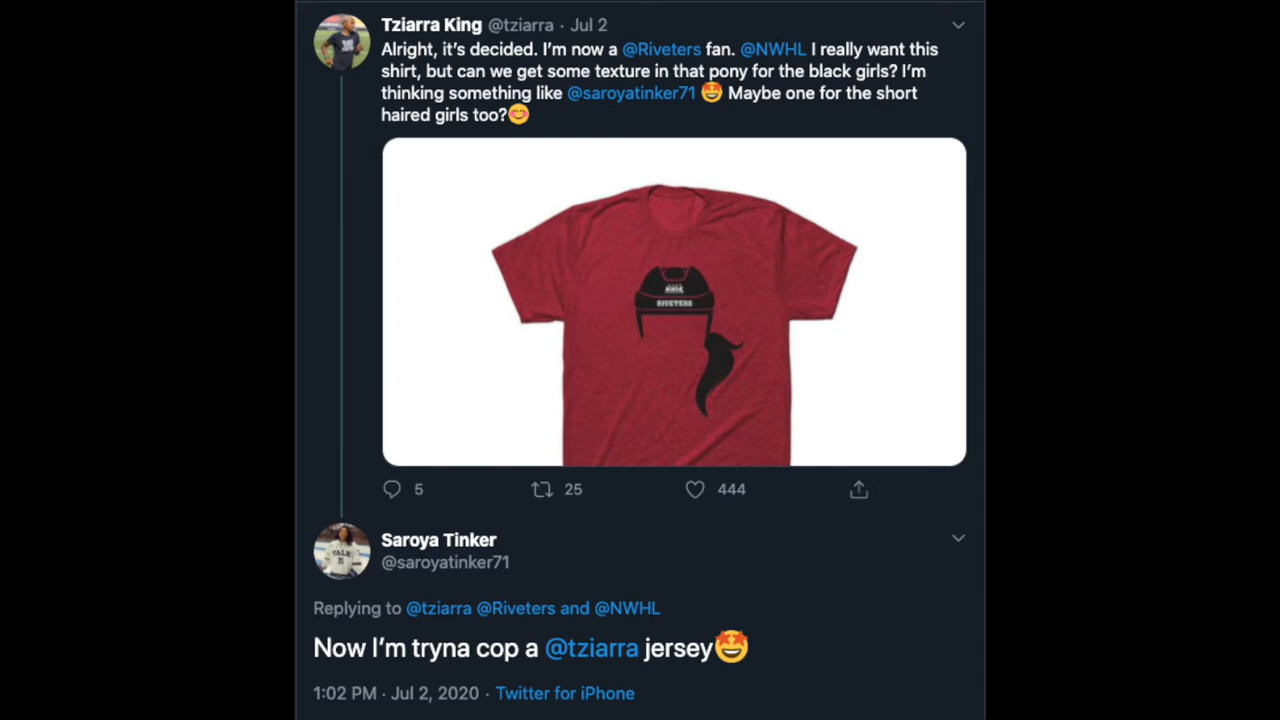 Tziarra King @tziarra · Jul 2
Alright, it's decided. I'm now a @Riveters fan. @NWHL I really want this
shirt, but can we get some texture in that pony for the black girls? I'm
thinking something like @saroyatinker71 🤩 Maybe one for the short
haired girls too?😊
NWHL
RIVETERS
5 25 444
Saroya Tinker
@saroyatinker71
YALE
Replying to @tziarra @Riveters and @NWHL
Now I'm tryna cop a @tziarra jersey🤩
1:02 PM · Jul 2, 2020 · Twitter for iPhone